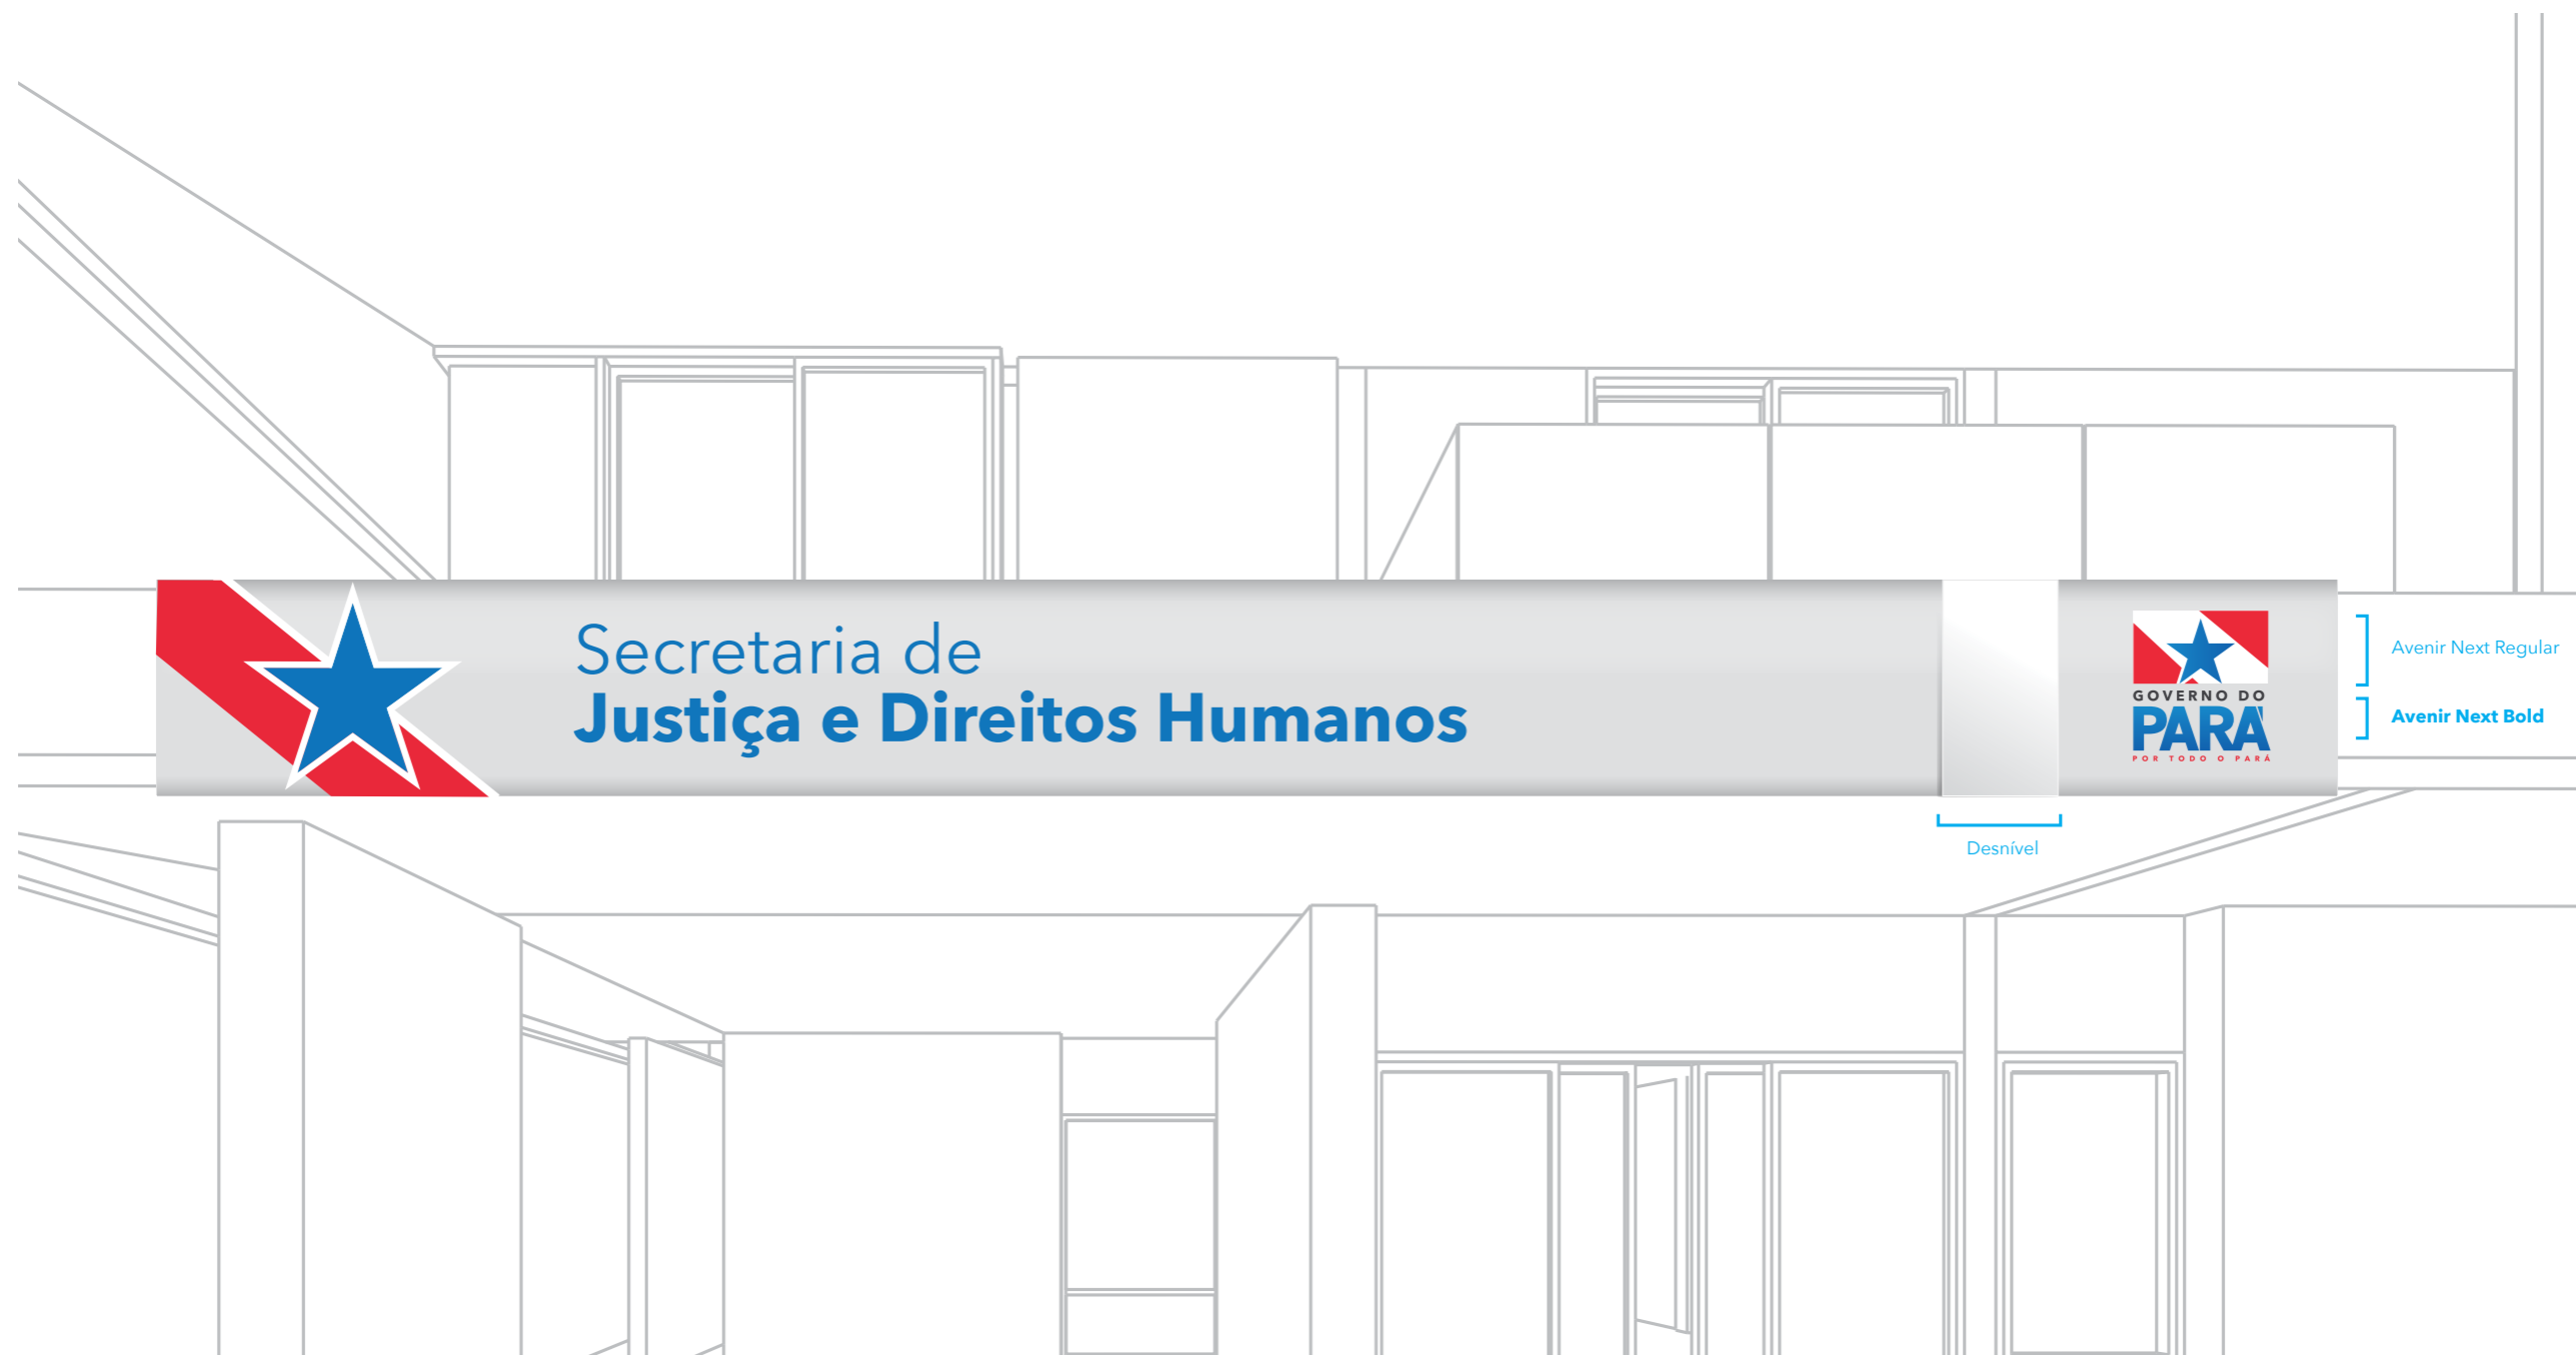 Secretaria de
Justiça e Direitos Humanos
GOVERNO DO
PARÁ
POR TODO O PARÁ
Avenir Next Regular
Avenir Next Bold
Desnível